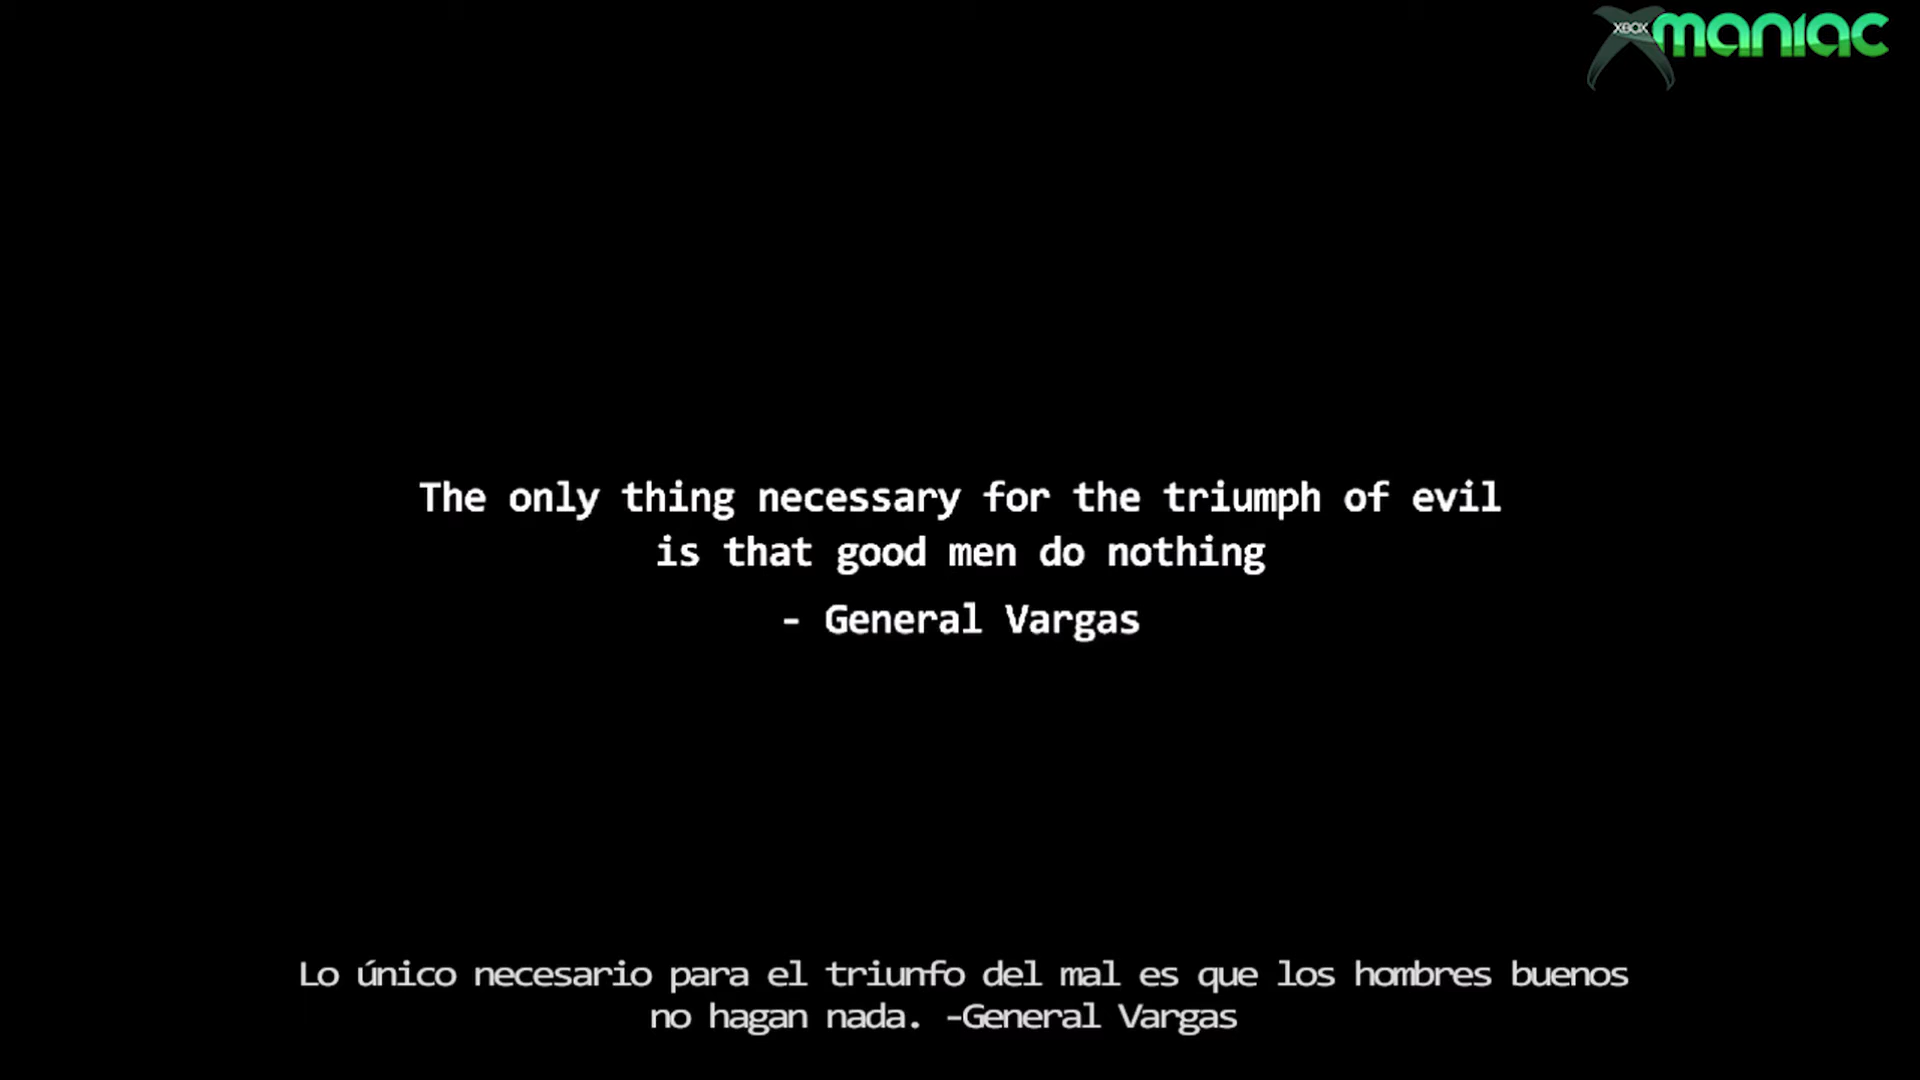 XBOX maniac
The only thing necessary for the triumph of evil
is that good men do nothing
- General Vargas
Lo único necesario para el triunfo del mal es que los hombres buenos
no hagan nada. -General Vargas